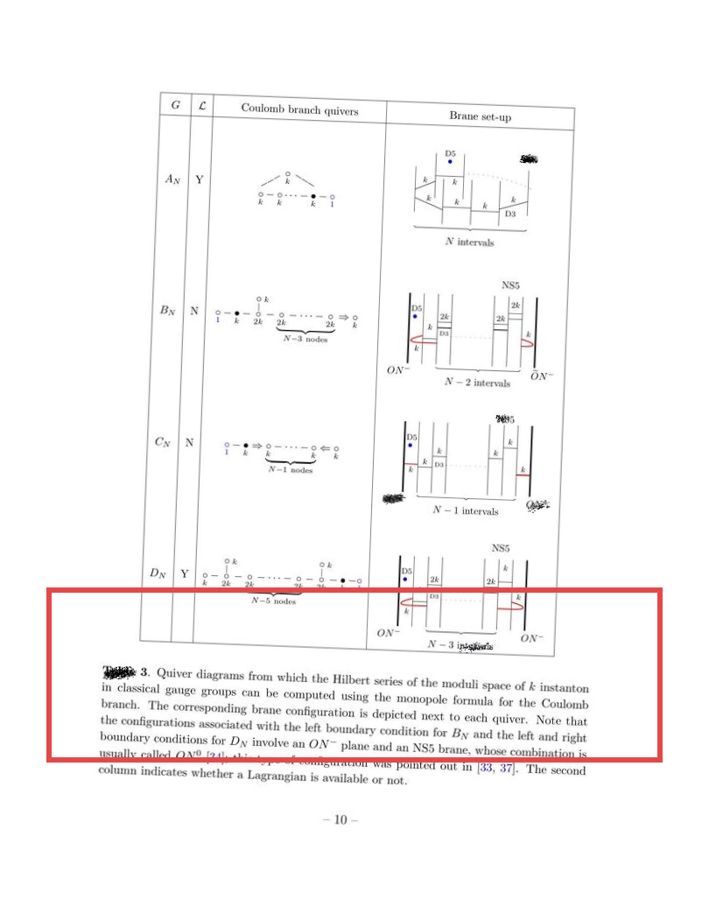 G L Coulomb branch quivers Brane set-up
D5
A_N Y k k k
k k ⋯ k 1 k k k k D3
N intervals
NS5
k 2k
B_N N D5 2k 2k
1 k 2k 2k ⋯ 2k ⇒ k k D3 k
N−3 nodes k
ON⁻ N − 2 intervals ÕN⁻
D5 k
C_N N k k
1 k ⇒ k ⋯ k ⇐ k k k D3 k
N−1 nodes
N − 1 intervals
NS5
k k D5 k
D_N Y 2k 2k
k 2k 2k ⋯ D3 k
N−5 nodes k
ON⁻ N − 3 ON⁻
3. Quiver diagrams from which the Hilbert series of the moduli space of k instanton
in classical gauge groups can be computed using the monopole formula for the Coulomb
branch. The corresponding brane configuration is depicted next to each quiver. Note that
the configurations associated with the left boundary condition for B_N and the left and right
boundary conditions for D_N involve an ON⁻ plane and an NS5 brane, whose combination is
usually called ON⁰ configuration was pointed out in [33, 37]. The second
column indicates whether a Lagrangian is available or not.
– 10 –